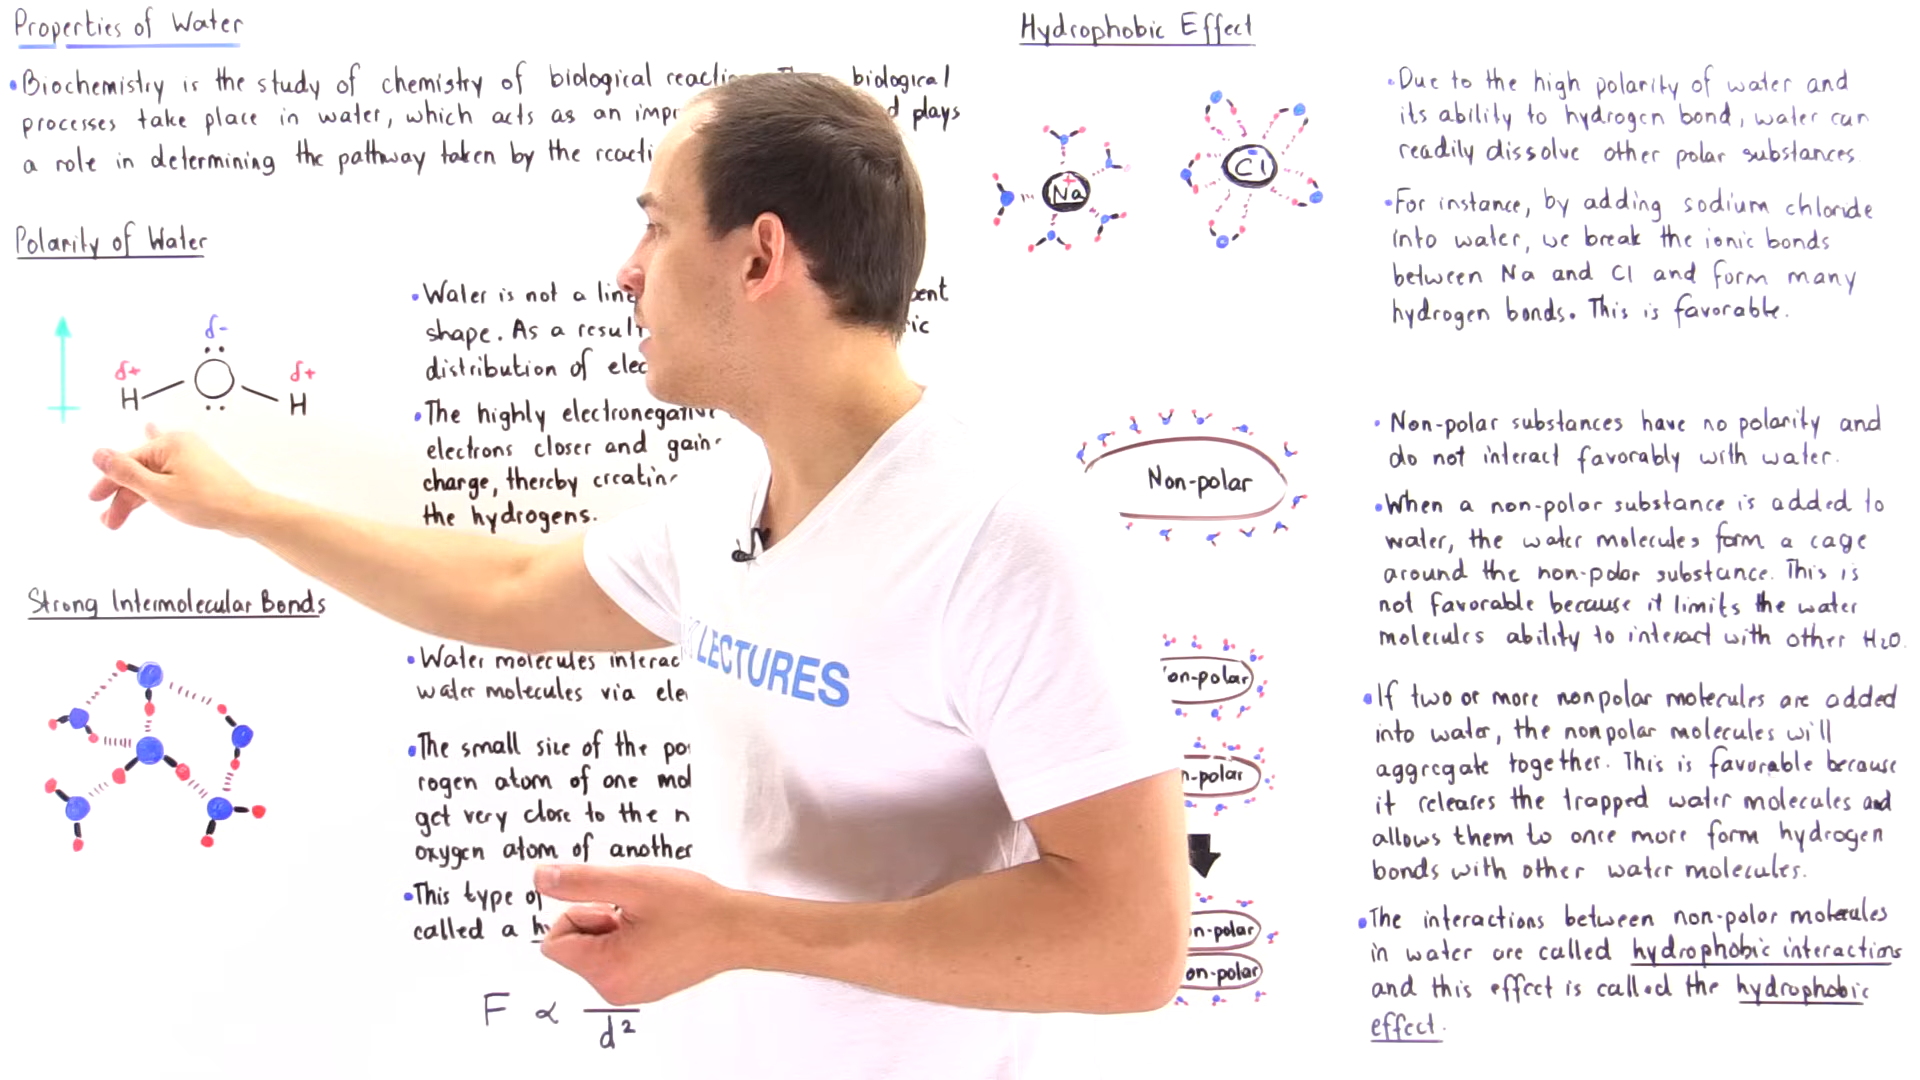 Properties of Water
•Biochemistry is the study of chemistry of biological biological
processes take place in water, which acts as an plays
a role in determining the pathway taken by the
Polarity of Water
δ-
δ+
δ+
H
H
•Water is not a
shape. As a
distribution of
•The highly
electrons closer and
charge, thereby
the hydrogens.
Strong Intermolecular Bonds
•Water molecules
water molecules via
•The small size of the
rogen atom of one
get very close to the
oxygen atom of another
•This type
called a
F ∝
d²
LECTURES
Hydrophobic Effect
+
Na
-
Cl
Non-polar
on-polar
n-polar
n-polar
on-polar
•Due to the high polarity of water and
its ability to hydrogen bond, water can
readily dissolve other polar substances
•For instance, by adding sodium chloride
into water, we break the ionic bonds
between Na and Cl and form many
hydrogen bonds. This is favorable.
•Non-polar substances have no polarity and
do not interact favorably with water.
•When a non-polar substance is added to
water, the water molecules form a cage
around the non-polar substance. This is
not favorable because it limits the water
molecules ability to interact with other H₂O.
•If two or more nonpolar molecules are added
into water, the nonpolar molecules will
aggregate together. This is favorable because
it releases the trapped water molecules and
allows them to once more form hydrogen
bonds with other water molecules.
•The interactions between non-polar molecules
in water are called hydrophobic interactions
and this effect is called the hydrophobic
effect.